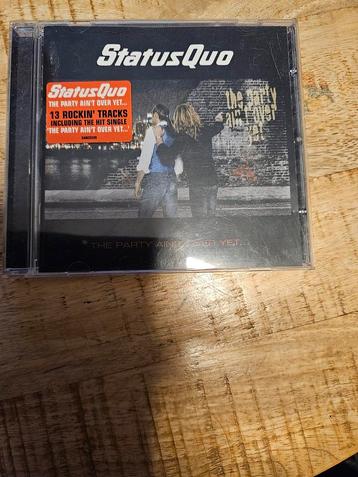 StatusQuo
StatusQuo
THE PARTY AIN'T OVER YET...
13 ROCKIN' TRACKS
INCLUDING THE HIT SINGLE
'THE PARTY AIN'T OVER YET...'
the party
ain't over
yet
THE PARTY AIN'T OVER YET...